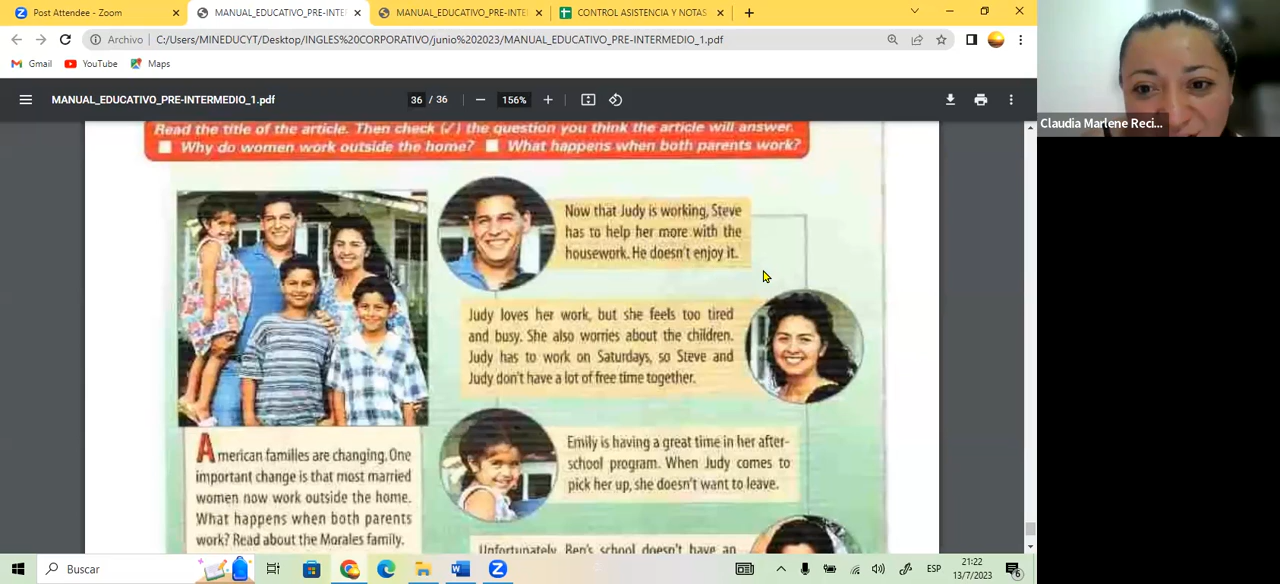 Post Attendee - Zoom
MANUAL_EDUCATIVO_PRE-INTERME
MANUAL_EDUCATIVO_PRE-INTE
CONTROL ASISTENCIA Y NOTAS
Archivo
C:/Users/MINEDUCYT/Desktop/INGLES%20CORPORATIVO/junio%202023/MANUAL_EDUCATIVO_PRE-INTERMEDIO_1.pdf
Gmail
YouTube
Maps
MANUAL_EDUCATIVO_PRE-INTERMEDIO_1.pdf
36 / 36
156%
Claudia Marlene Reci...
Read the title of the article. Then check (✓) the question you think the article will answer.
Why do women work outside the home?
What happens when both parents work?
Now that Judy is working, Steve
has to help her more with the
housework. He doesn't enjoy it.
Judy loves her work, but she feels too tired
and busy. She also worries about the children.
Judy has to work on Saturdays, so Steve and
Judy don't have a lot of free time together.
Emily is having a great time in her after-
school program. When Judy comes to
pick her up, she doesn't want to leave.
Unfortunately, Ben's school doesn't have an
American families are changing. One
important change is that most married
women now work outside the home.
What happens when both parents
work? Read about the Morales family.
Buscar
ESP
21:22
13/7/2023
6